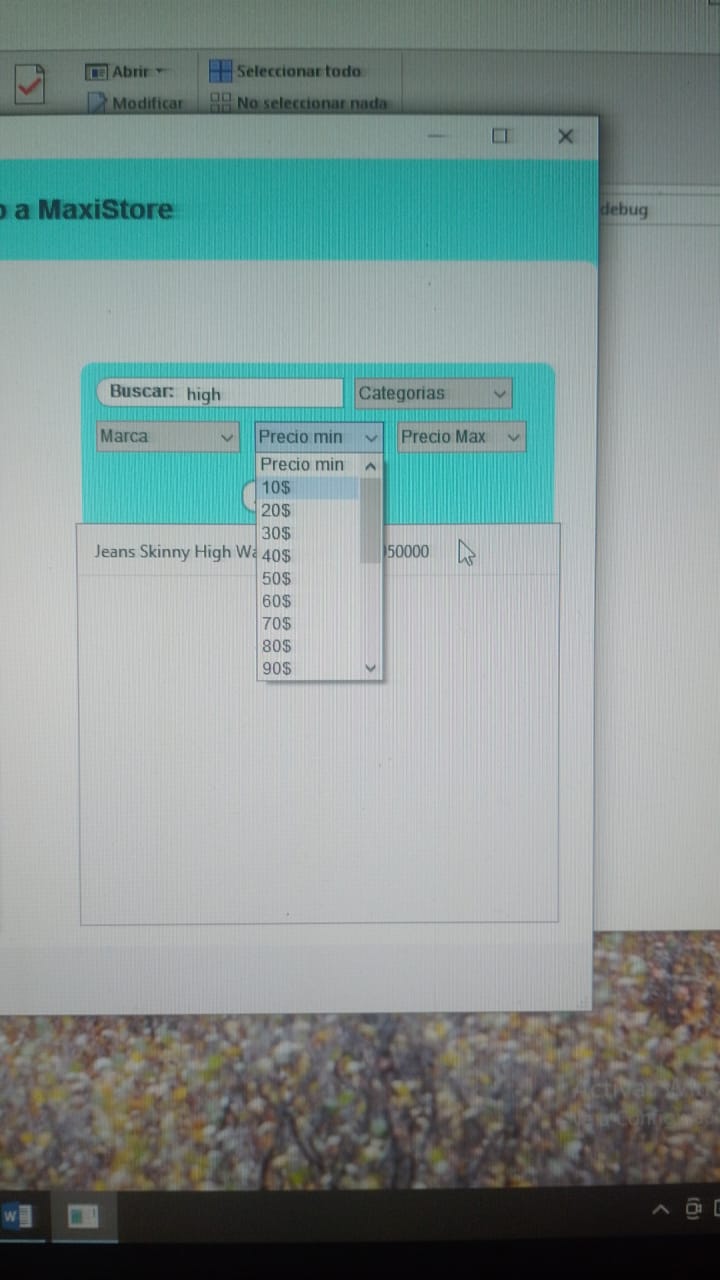 Abrir
Seleccionar todo
Modificar
No seleccionar nada
a MaxiStore
debug
Buscar: high
Categorias
Marca
Precio min
Precio Max
Precio min
10$
20$
30$
Jeans Skinny High
50000
40$
50$
60$
70$
80$
90$
W